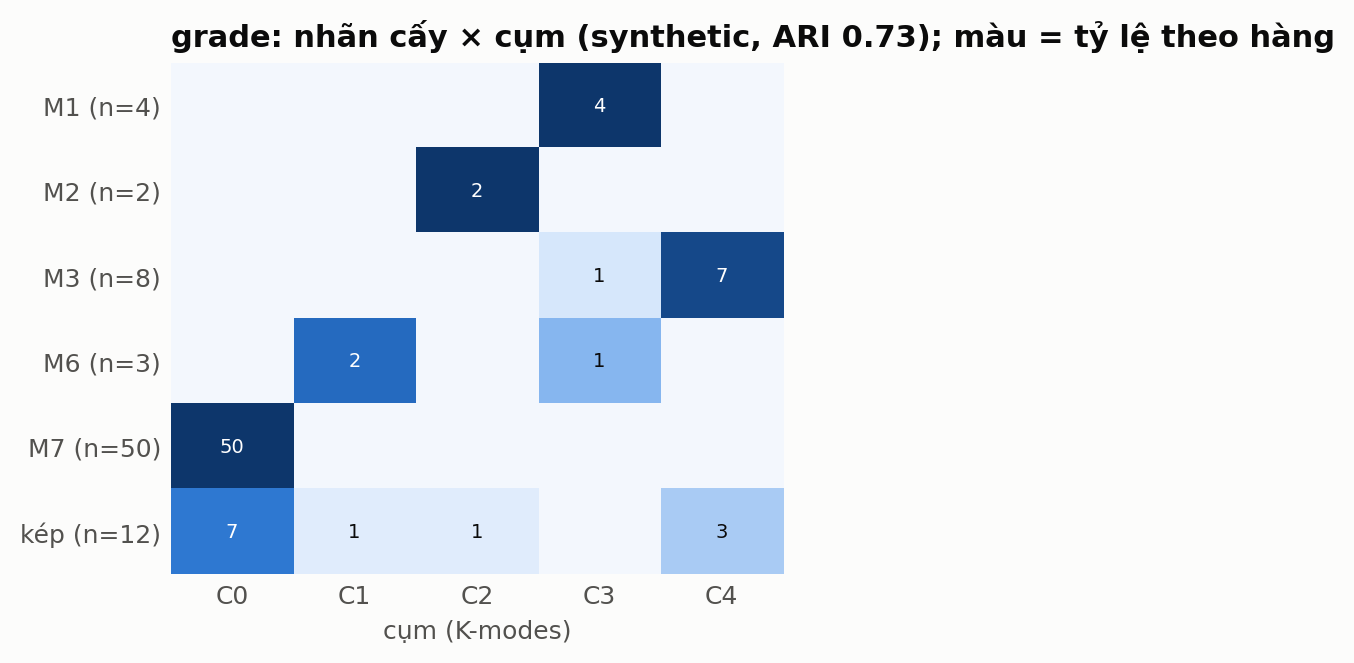 grade: nhãn cấy × cụm (synthetic, ARI 0.73); màu = tỷ lệ theo hàng
M1 (n=4) 4
M2 (n=2) 2
M3 (n=8) 1 7
M6 (n=3) 2 1
M7 (n=50) 50
kép (n=12) 7 1 1 3
C0 C1 C2 C3 C4
cụm (K-modes)